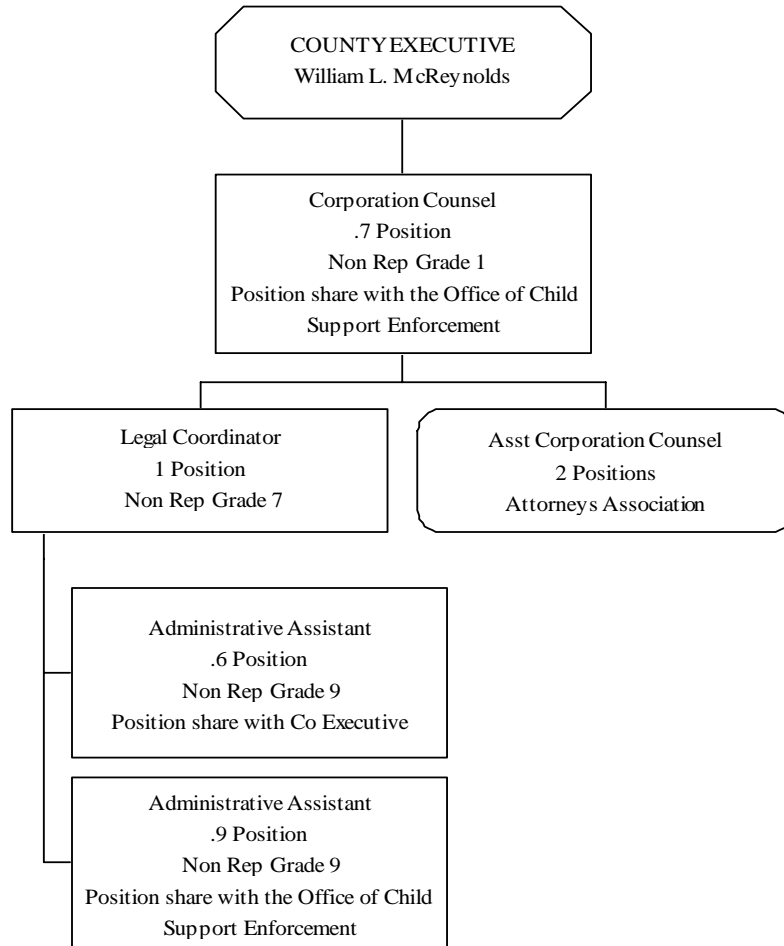 COUNTY EXECUTIVE
William L. McReynolds
Corporation Counsel
.7 Position
Non Rep Grade 1
Position share with the Office of Child
Support Enforcement
Legal Coordinator
1 Position
Non Rep Grade 7
Asst Corporation Counsel
2 Positions
Attorneys Association
Administrative Assistant
.6 Position
Non Rep Grade 9
Position share with Co Executive
Administrative Assistant
.9 Position
Non Rep Grade 9
Position share with the Office of Child
Support Enforcement